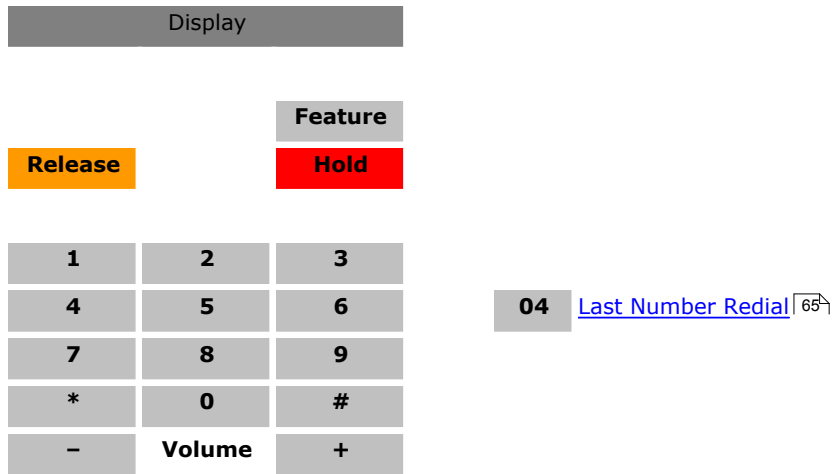 Display
Feature
Release Hold
1 2 3
4 5 6 04 Last Number Redial 65
7 8 9
* 0 #
– Volume +